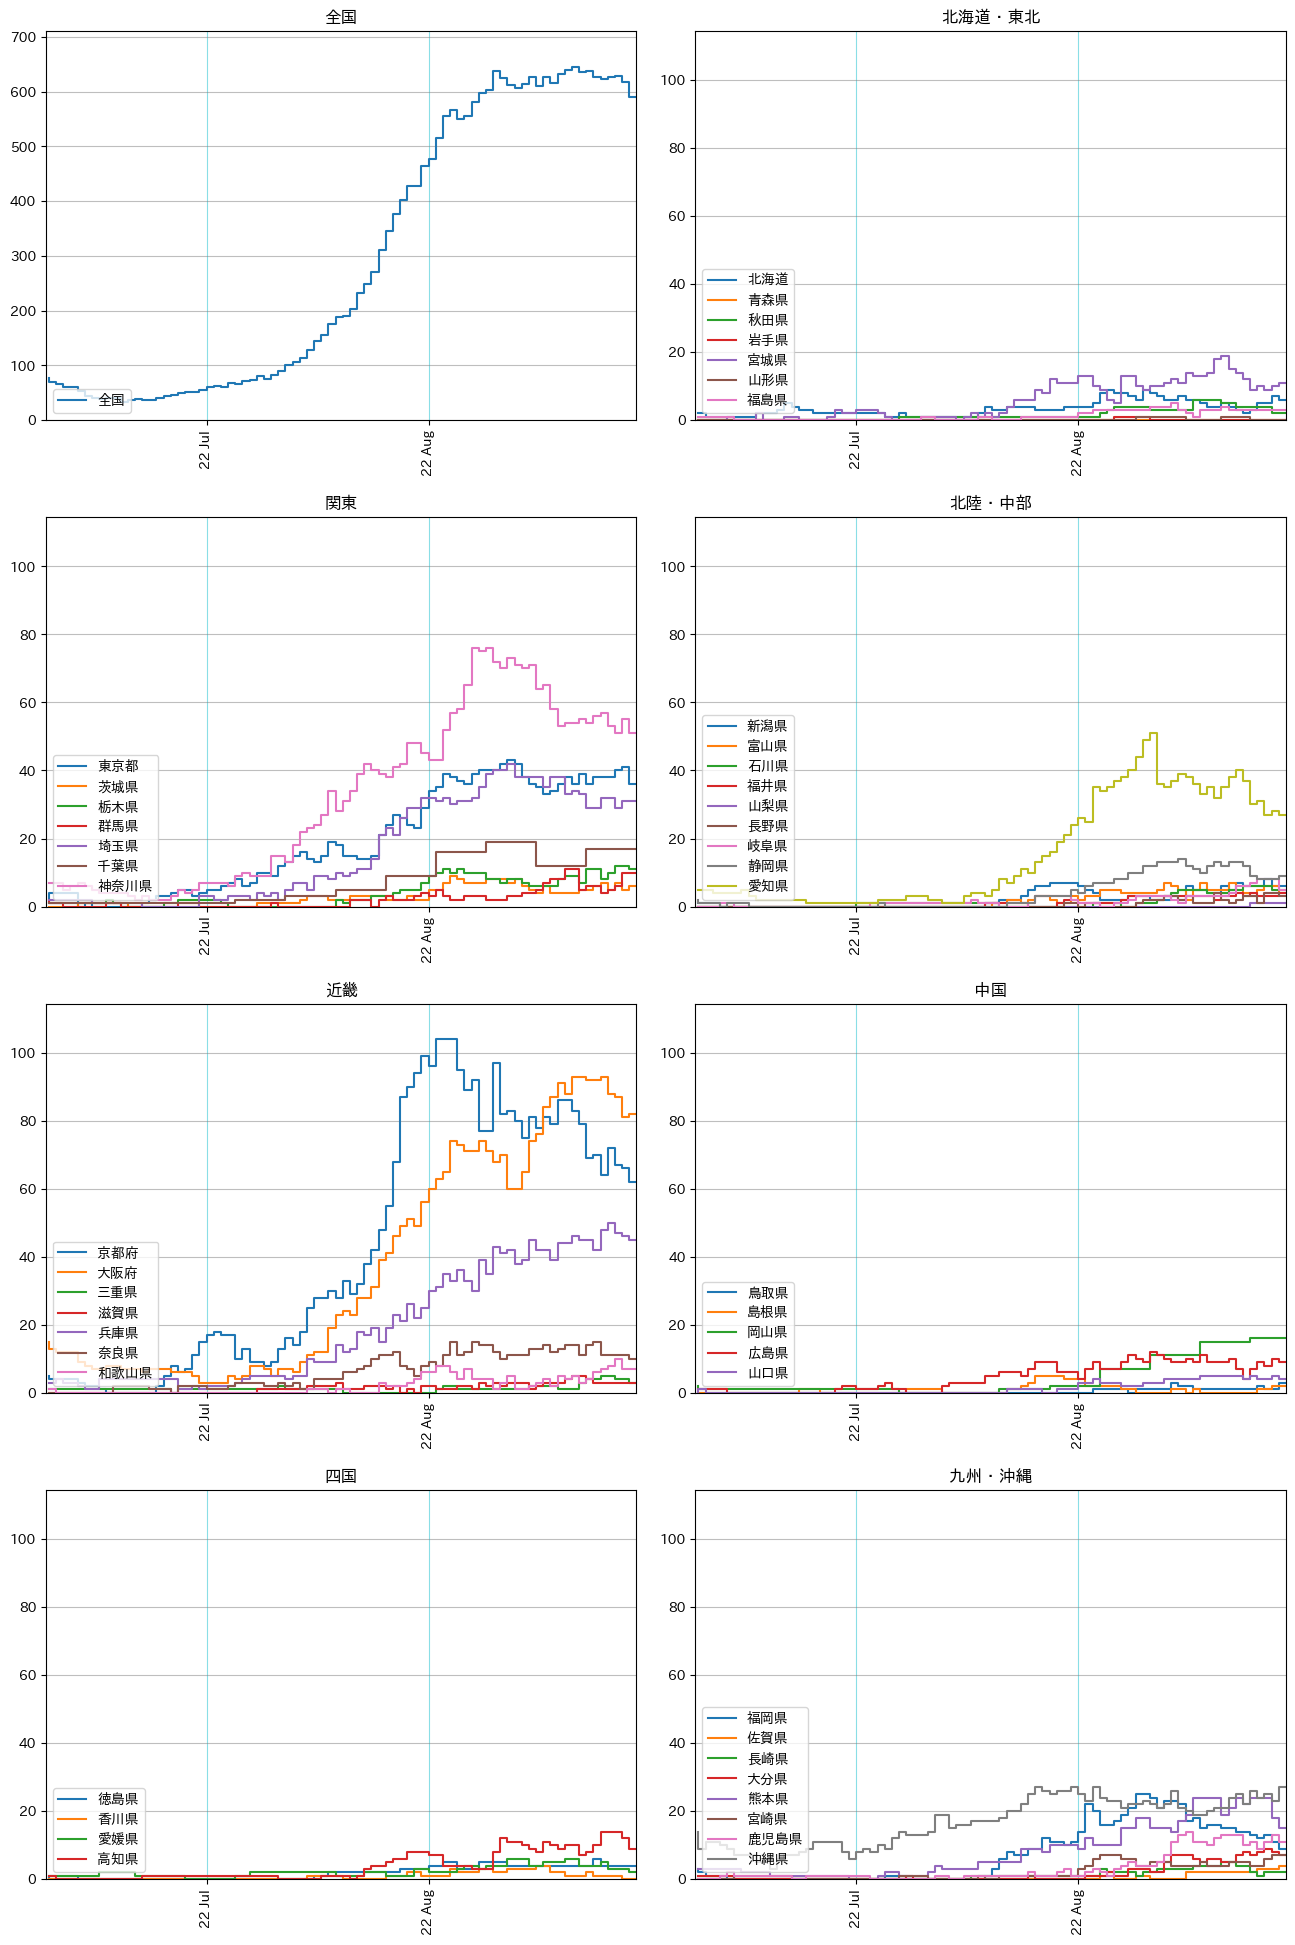 全国
700
600
500
400
300
200
100
0
全国
22 Jul
22 Aug
北海道・東北
100
80
60
40
20
0
北海道
青森県
秋田県
岩手県
宮城県
山形県
福島県
22 Jul
22 Aug
関東
100
80
60
40
20
0
東京都
茨城県
栃木県
群馬県
埼玉県
千葉県
神奈川県
22 Jul
22 Aug
北陸・中部
100
80
60
40
20
0
新潟県
富山県
石川県
福井県
山梨県
長野県
岐阜県
静岡県
愛知県
22 Jul
22 Aug
近畿
100
80
60
40
20
0
京都府
大阪府
三重県
滋賀県
兵庫県
奈良県
和歌山県
22 Jul
22 Aug
中国
100
80
60
40
20
0
鳥取県
島根県
岡山県
広島県
山口県
22 Jul
22 Aug
四国
100
80
60
40
20
0
徳島県
香川県
愛媛県
高知県
22 Jul
22 Aug
九州・沖縄
100
80
60
40
20
0
福岡県
佐賀県
長崎県
大分県
熊本県
宮崎県
鹿児島県
沖縄県
22 Jul
22 Aug